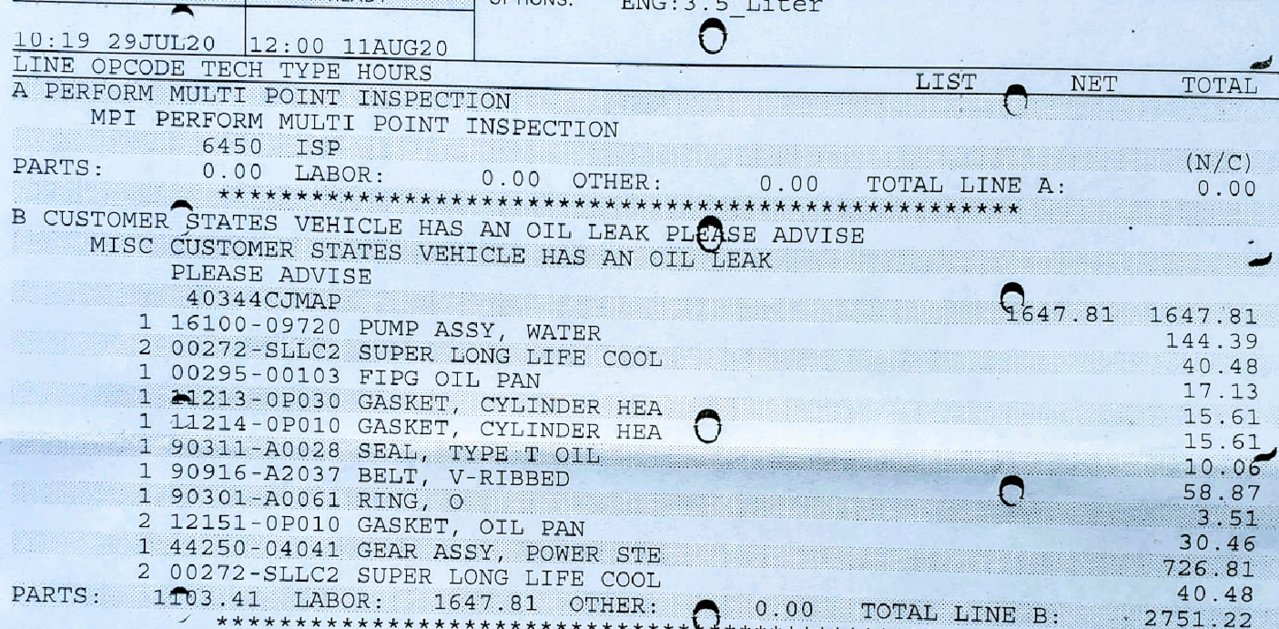 READY OPTIONS: ENG:3.5_Liter
10:19 29JUL20 12:00 11AUG20
LINE OPCODE TECH TYPE HOURS LIST NET TOTAL
A PERFORM MULTI POINT INSPECTION
MPI PERFORM MULTI POINT INSPECTION
6450 ISP (N/C)
PARTS: 0.00 LABOR: 0.00 OTHER: 0.00 TOTAL LINE A: 0.00
****************************************************
B CUSTOMER STATES VEHICLE HAS AN OIL LEAK PLEASE ADVISE
MISC CUSTOMER STATES VEHICLE HAS AN OIL LEAK
PLEASE ADVISE
40344CJMAP 1647.81 1647.81
1 16100-09720 PUMP ASSY, WATER 144.39
2 00272-SLLC2 SUPER LONG LIFE COOL 40.48
1 00295-00103 FIPG OIL PAN 17.13
1 11213-0P030 GASKET, CYLINDER HEA 15.61
1 11214-0P010 GASKET, CYLINDER HEA 15.61
1 90311-A0028 SEAL, TYPE T OIL 10.06
1 90916-A2037 BELT, V-RIBBED 58.87
1 90301-A0061 RING, O 3.51
2 12151-0P010 GASKET, OIL PAN 30.46
1 44250-04041 GEAR ASSY, POWER STE 726.81
2 00272-SLLC2 SUPER LONG LIFE COOL 40.48
PARTS: 1103.41 LABOR: 1647.81 OTHER: 0.00 TOTAL LINE B: 2751.22
****************************************************